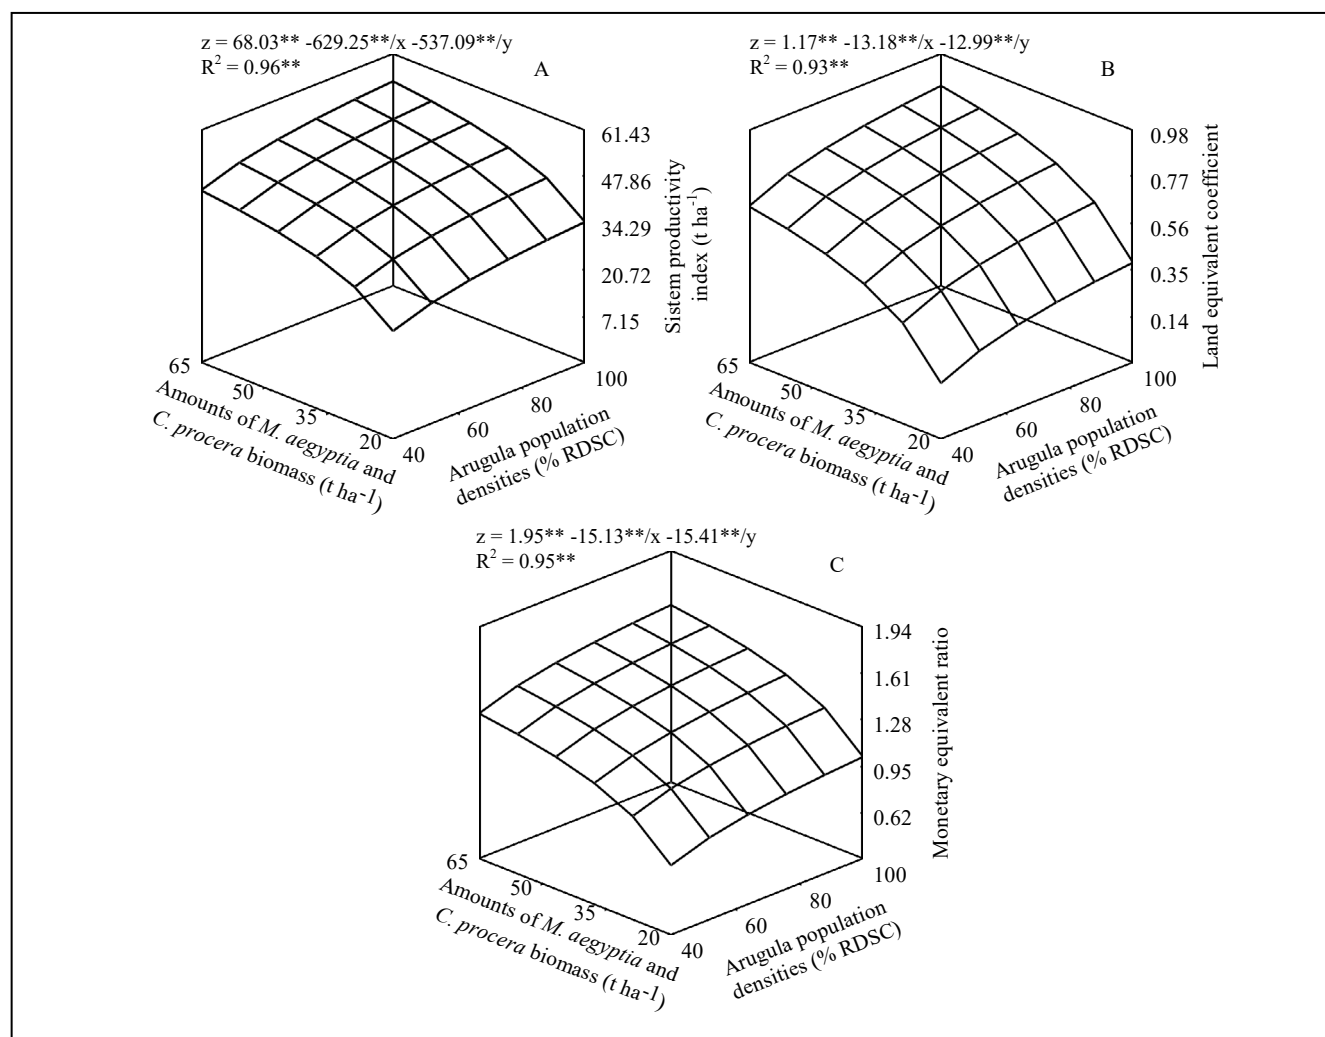 z = 68.03** -629.25**/x -537.09**/y
R² = 0.96**
A
61.43
47.86
34.29
20.72
7.15
Sistem productivity
index (t ha⁻¹)
65
50
35
20
Amounts of M. aegyptia and
C. procera biomass (t ha⁻¹)
40
60
80
100
Arugula population
densities (% RDSC)
z = 1.17** -13.18**/x -12.99**/y
R² = 0.93**
B
0.98
0.77
0.56
0.35
0.14
Land equivalent coefficient
65
50
35
20
Amounts of M. aegyptia and
C. procera biomass (t ha⁻¹)
40
60
80
100
Arugula population
densities (% RDSC)
z = 1.95** -15.13**/x -15.41**/y
R² = 0.95**
C
1.94
1.61
1.28
0.95
0.62
Monetary equivalent ratio
65
50
35
20
Amounts of M. aegyptia and
C. procera biomass (t ha⁻¹)
40
60
80
100
Arugula population
densities (% RDSC)